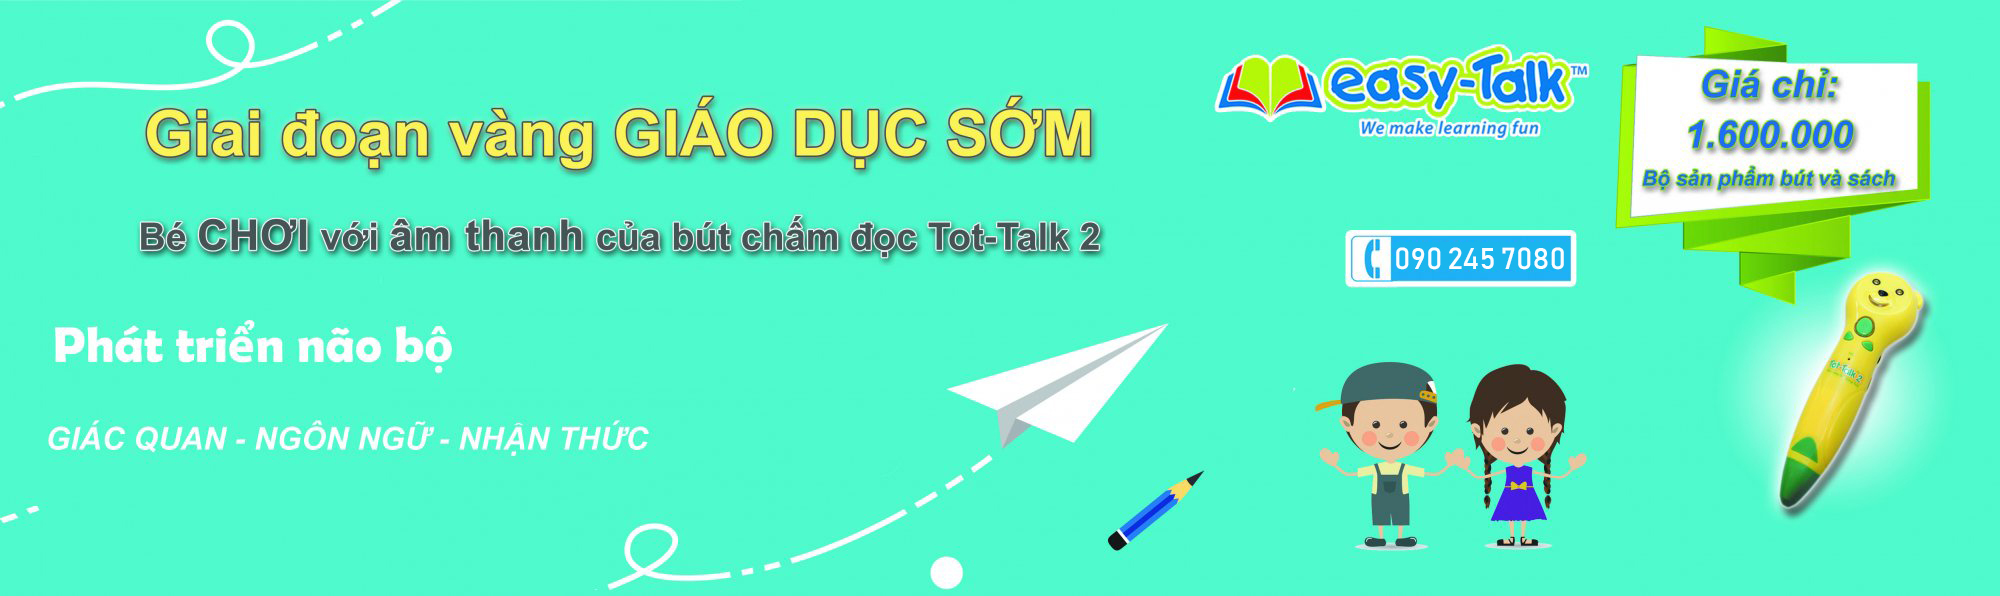 Giai đoạn vàng GIÁO DỤC SỚM
Bé CHƠI với âm thanh của bút chấm đọc Tot-Talk 2
Phát triển não bộ
GIÁC QUAN - NGÔN NGỮ - NHẬN THỨC
easy-Talk™
We make learning fun
090 245 7080
Giá chỉ:
1.600.000
Bộ sản phẩm bút và sách
Tot-Talk 2